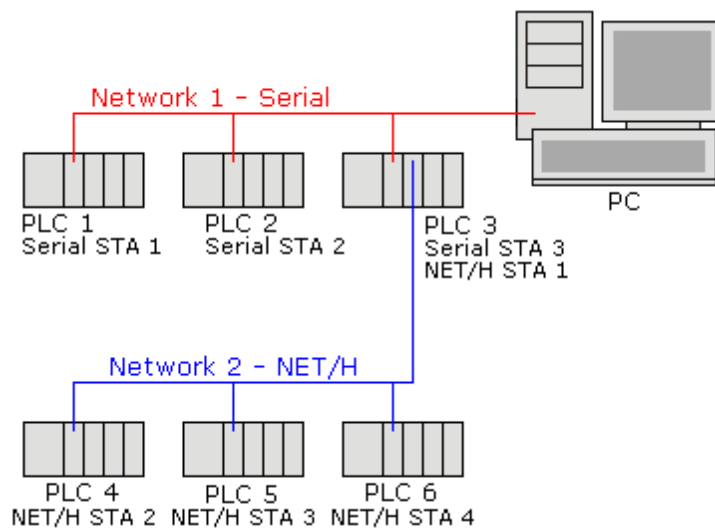 Network 1 - Serial
PC
PLC 1
Serial STA 1
PLC 2
Serial STA 2
PLC 3
Serial STA 3
NET/H STA 1
Network 2 - NET/H
PLC 4
NET/H STA 2
PLC 5
NET/H STA 3
PLC 6
NET/H STA 4